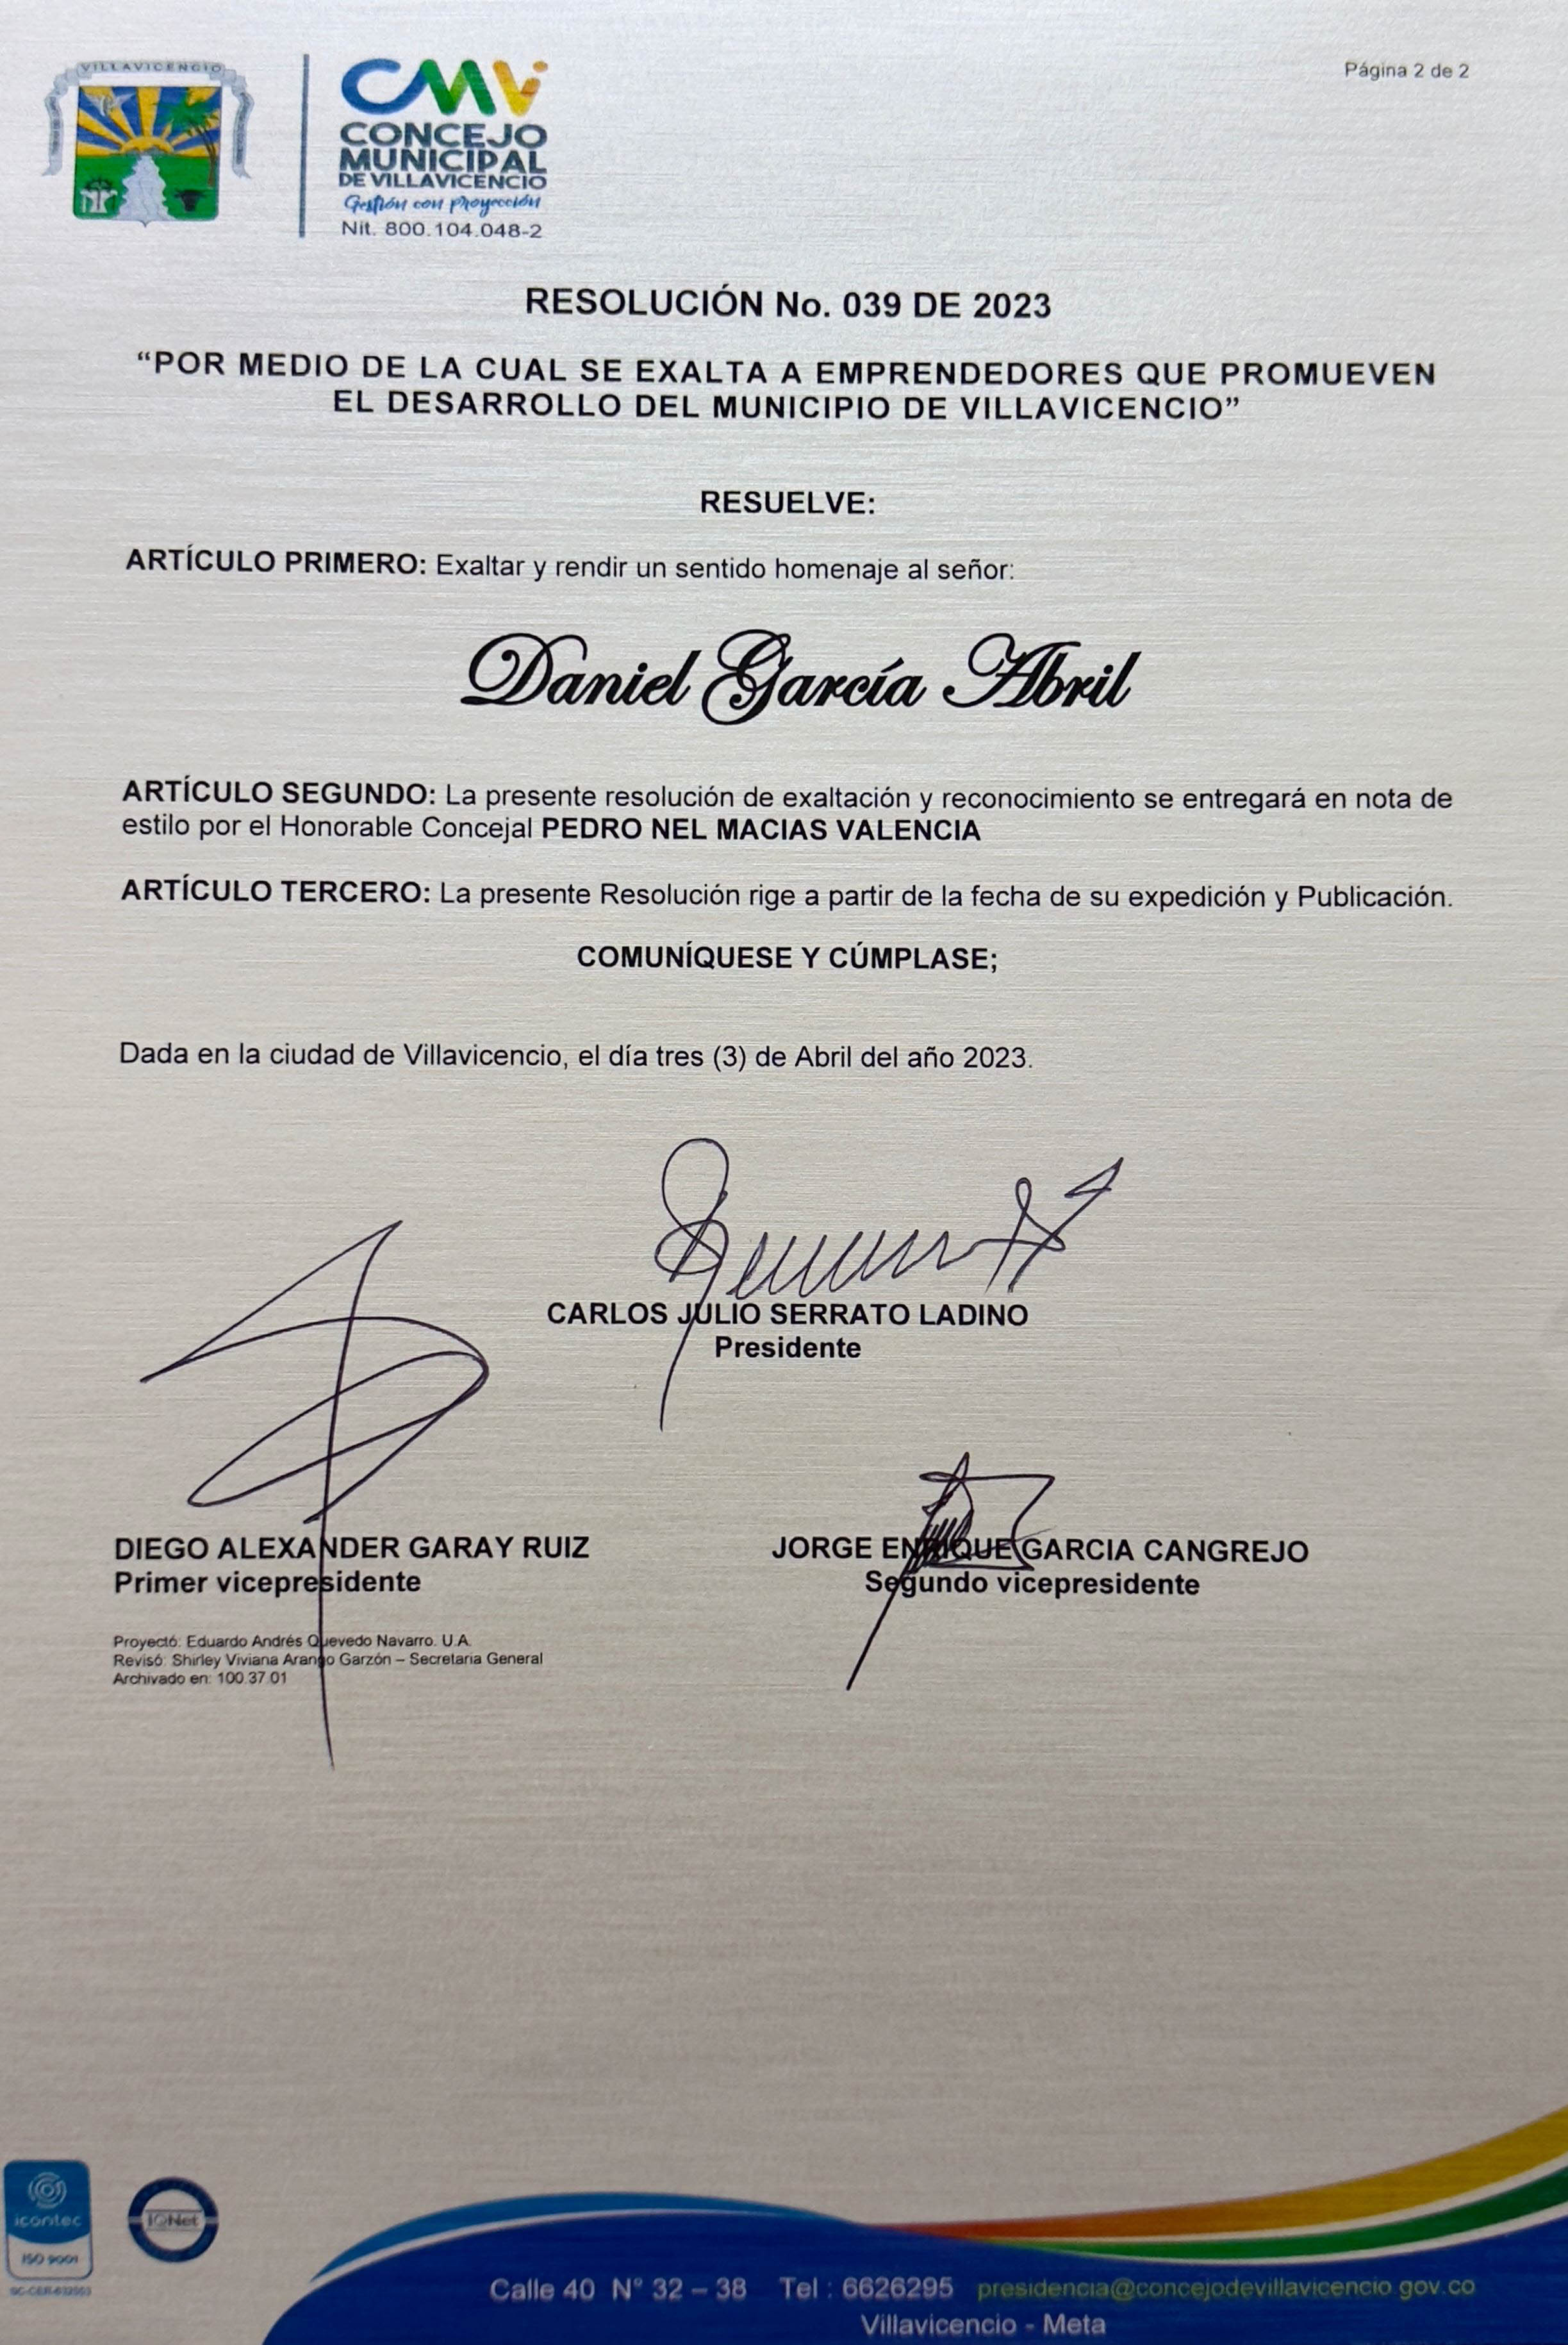 VILLAVICENCIO
CMV
CONCEJO
MUNICIPAL
DE VILLAVICENCIO
Gestión con proyección
Nit. 800.104.048-2
Página 2 de 2
RESOLUCIÓN No. 039 DE 2023
“POR MEDIO DE LA CUAL SE EXALTA A EMPRENDEDORES QUE PROMUEVEN
EL DESARROLLO DEL MUNICIPIO DE VILLAVICENCIO”
RESUELVE:
ARTÍCULO PRIMERO: Exaltar y rendir un sentido homenaje al señor:
Daniel García Abril
ARTÍCULO SEGUNDO: La presente resolución de exaltación y reconocimiento se entregará en nota de
estilo por el Honorable Concejal PEDRO NEL MACIAS VALENCIA
ARTÍCULO TERCERO: La presente Resolución rige a partir de la fecha de su expedición y Publicación.
COMUNÍQUESE Y CÚMPLASE;
Dada en la ciudad de Villavicencio, el día tres (3) de Abril del año 2023.
CARLOS JULIO SERRATO LADINO
Presidente
DIEGO ALEXANDER GARAY RUIZ
Primer vicepresidente
JORGE ENRIQUE GARCIA CANGREJO
Segundo vicepresidente
Proyectó: Eduardo Andrés Quevedo Navarro. U.A.
Revisó: Shirley Viviana Arango Garzón – Secretaria General
Archivado en: 100.37.01
icontec
ISO 9001
IQNet
Calle 40 N° 32 – 38 Tel : 6626295 presidencia@concejodevillavicencio.gov.co
Villavicencio - Meta